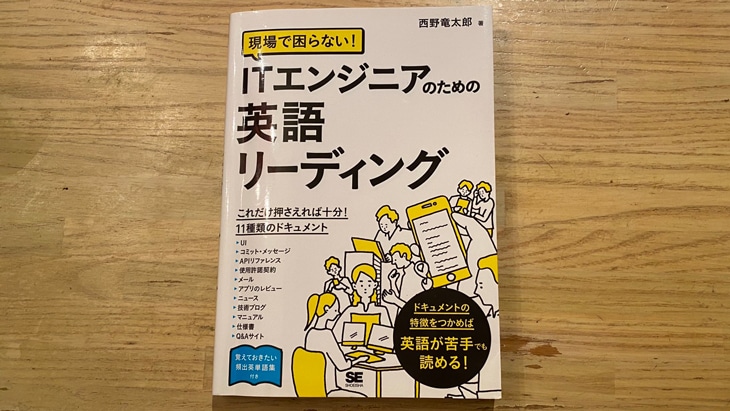 西野竜太郎 著
現場で困らない!
ITエンジニアのための
英語
リーディング
これだけ押さえれば十分!
11種類のドキュメント
▸ UI
▸ コミット・メッセージ
▸ APIリファレンス
▸ 使用許諾契約
▸ メール
▸ アプリのレビュー
▸ ニュース
▸ 技術ブログ
▸ マニュアル
▸ 仕様書
▸ Q&Aサイト
覚えておきたい
頻出英単語集
付き
ドキュメントの
特徴をつかめば
英語が苦手でも
読める!
SE
SHOEISHA